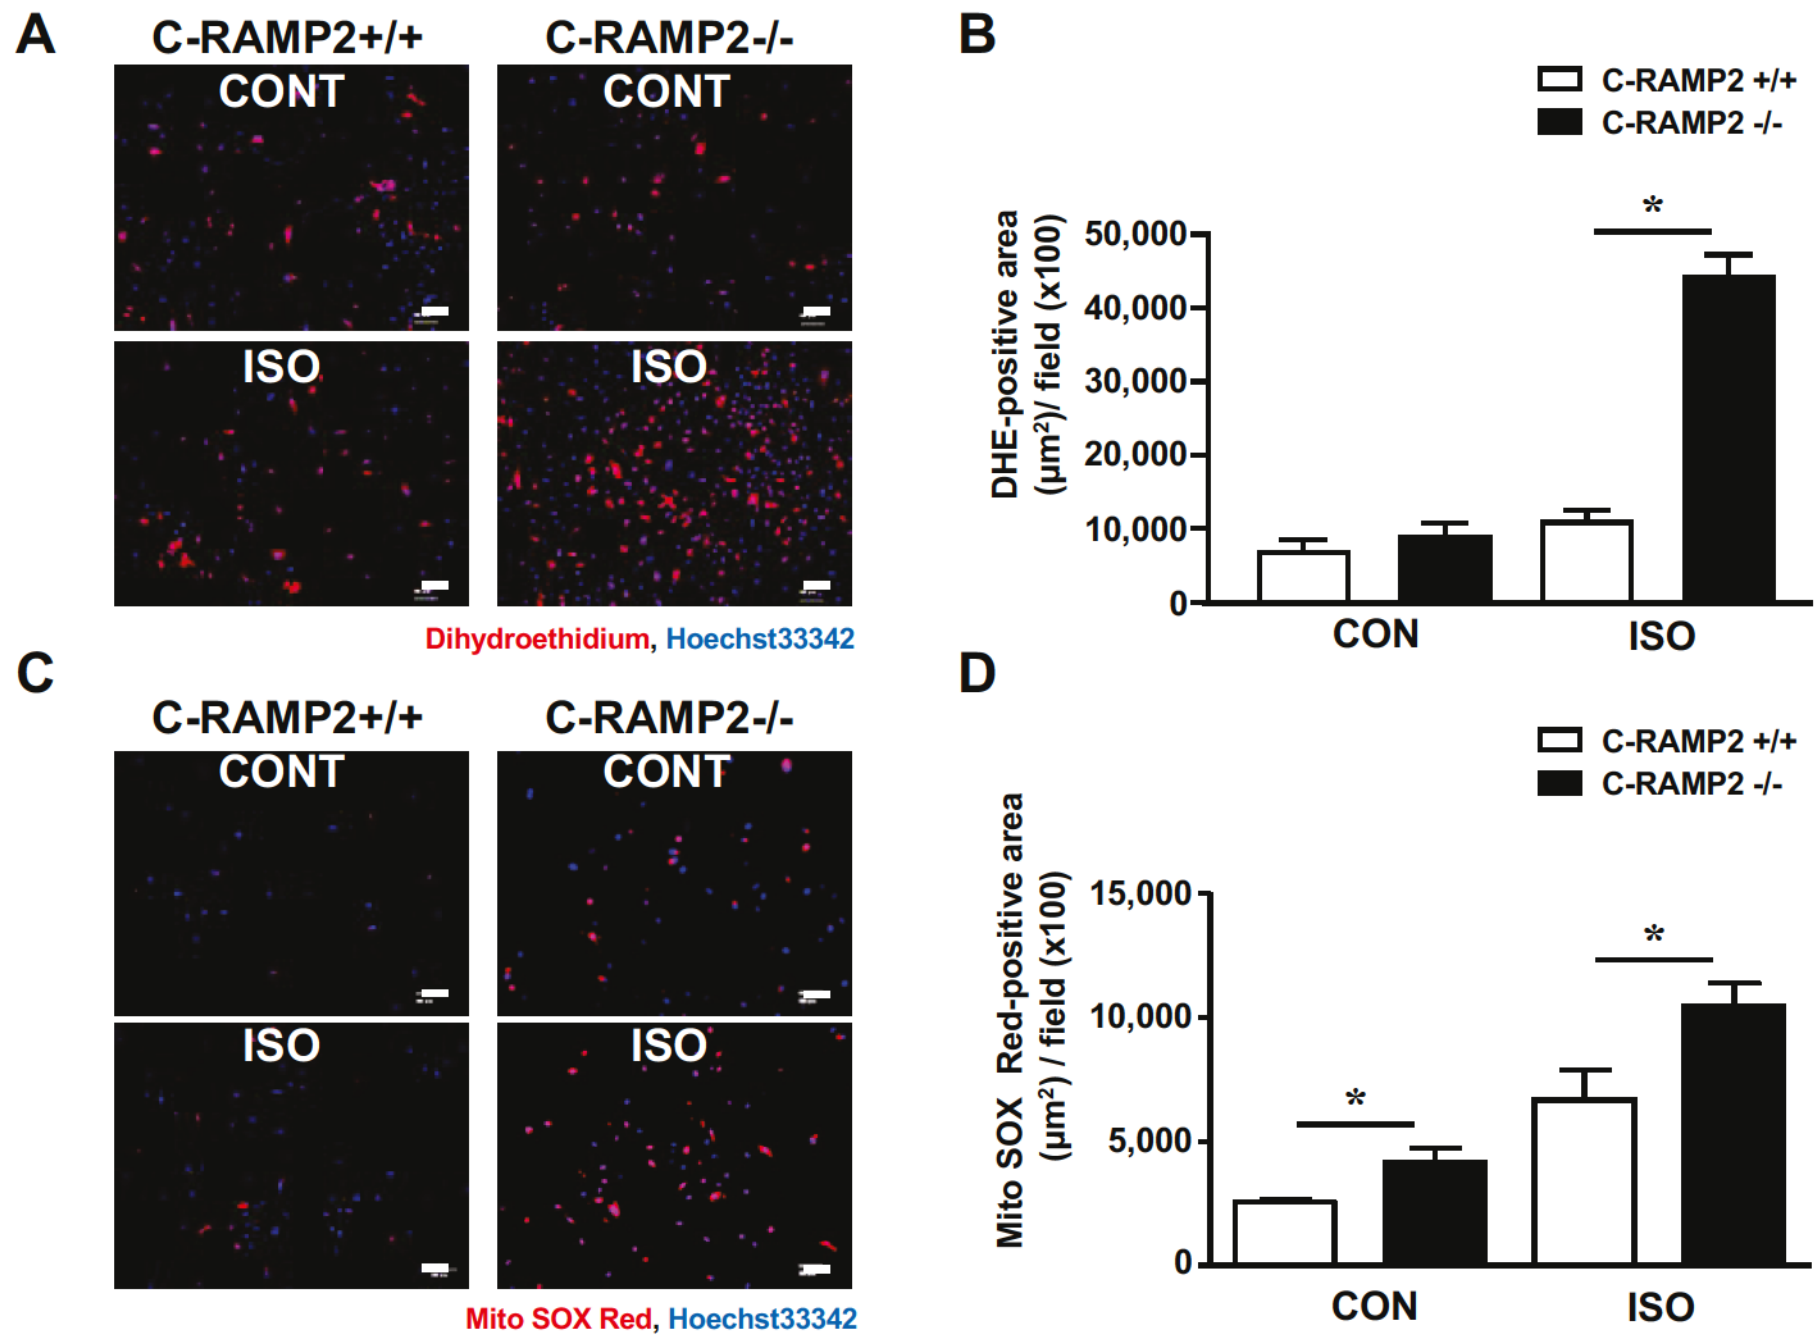 A
C-RAMP2+/+
C-RAMP2-/-
CONT
CONT
ISO
ISO
Dihydroethidium, Hoechst33342
B
C-RAMP2 +/+
C-RAMP2 -/-
DHE-positive area
(µm²)/ field (x100)
50,000
40,000
30,000
20,000
10,000
0
*
CON
ISO
C
C-RAMP2+/+
C-RAMP2-/-
CONT
CONT
ISO
ISO
Mito SOX Red, Hoechst33342
D
C-RAMP2 +/+
C-RAMP2 -/-
Mito SOX Red-positive area
(µm²) / field (x100)
15,000
10,000
5,000
0
*
*
CON
ISO